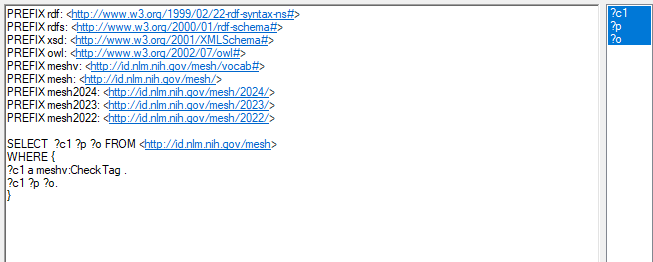 PREFIX rdf: <http://www.w3.org/1999/02/22-rdf-syntax-ns#>
PREFIX rdfs: <http://www.w3.org/2000/01/rdf-schema#>
PREFIX xsd: <http://www.w3.org/2001/XMLSchema#>
PREFIX owl: <http://www.w3.org/2002/07/owl#>
PREFIX meshv: <http://id.nlm.nih.gov/mesh/vocab#>
PREFIX mesh: <http://id.nlm.nih.gov/mesh/>
PREFIX mesh2024: <http://id.nlm.nih.gov/mesh/2024/>
PREFIX mesh2023: <http://id.nlm.nih.gov/mesh/2023/>
PREFIX mesh2022: <http://id.nlm.nih.gov/mesh/2022/>
SELECT ?c1 ?p ?o FROM <http://id.nlm.nih.gov/mesh>
WHERE {
?c1 a meshv:CheckTag .
?c1 ?p ?o.
}
?c1
?p
?o